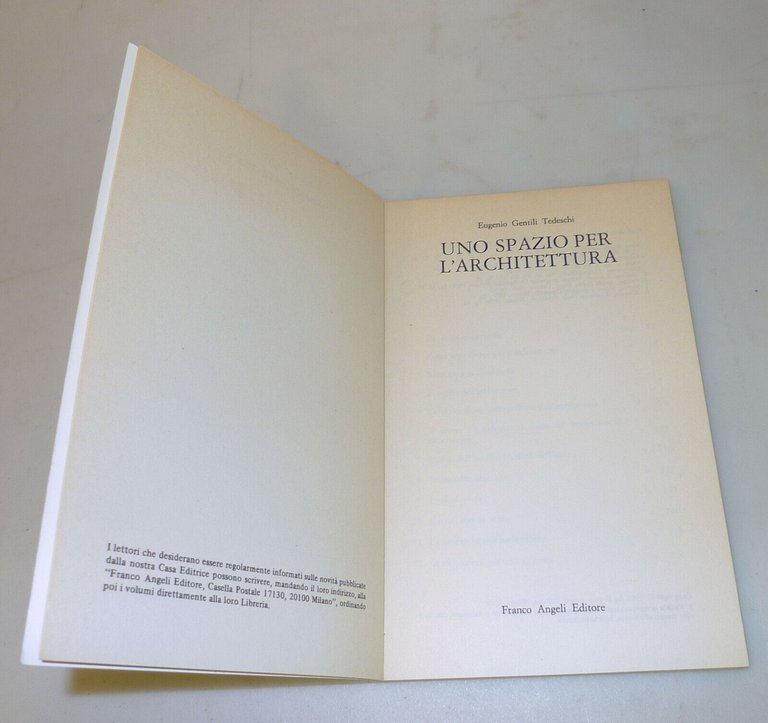 I lettori che desiderano essere regolarmente informati sulle novità pubblicate
dalla nostra Casa Editrice possono scrivere, mandando il loro indirizzo, alla
"Franco Angeli Editore, Casella Postale 17130, 20100 Milano", ordinando
poi i volumi direttamente alla loro Libreria.
Eugenio Gentili Tedeschi
UNO SPAZIO PER
L'ARCHITETTURA
Franco Angeli Editore